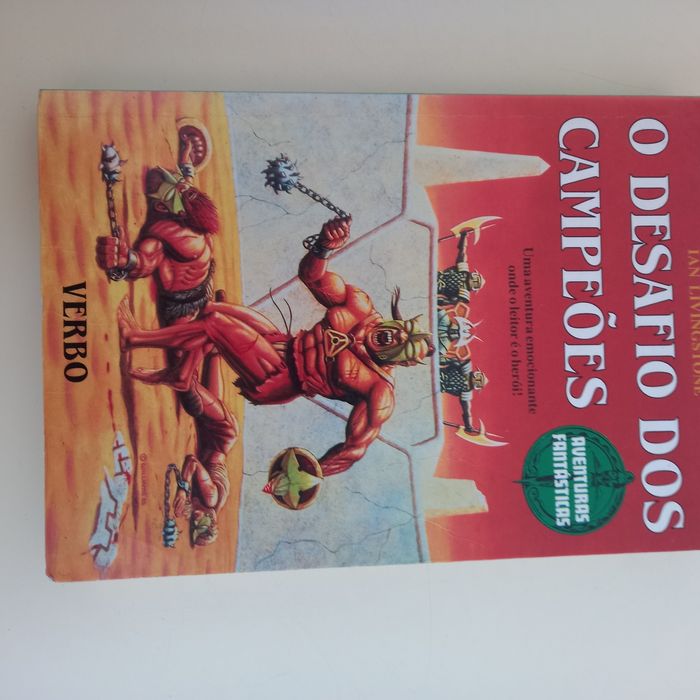 IAN LIVINGSTONE
O DESAFIO DOS
CAMPEÕES
Uma aventura emocionante
onde o leitor é o herói!
AVENTURAS
FANTÁSTICAS
VERBO